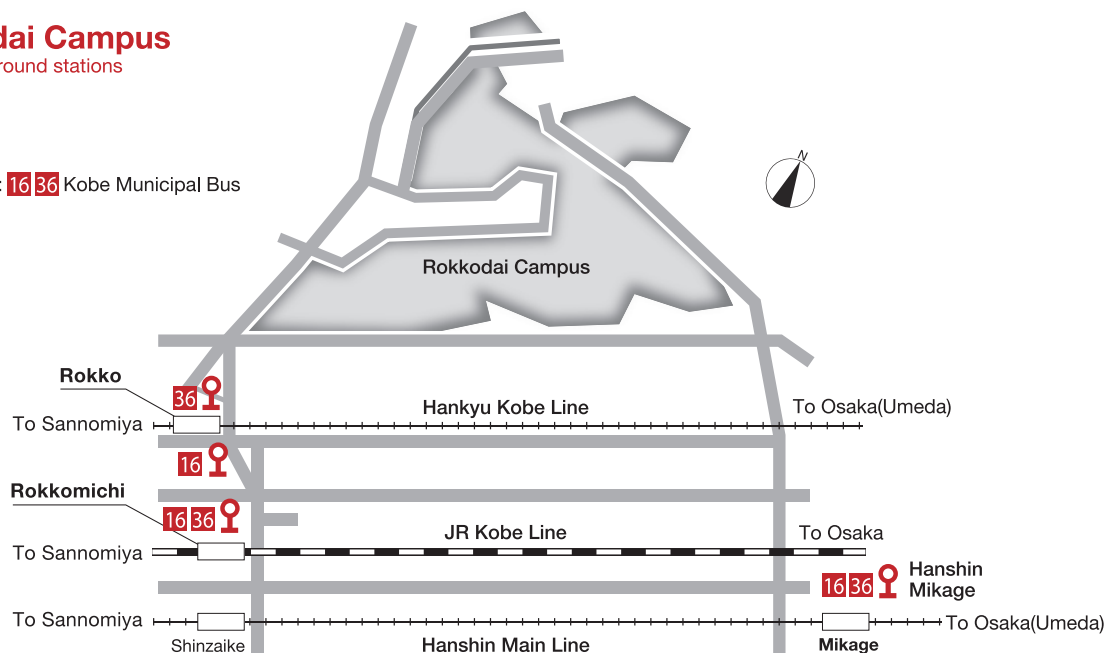 dai Campus
round stations
: 16 36 Kobe Municipal Bus
N
Rokkodai Campus
Rokko
36
To Sannomiya
Hankyu Kobe Line
To Osaka(Umeda)
16
Rokkomichi
16 36
To Sannomiya
JR Kobe Line
To Osaka
16 36
Hanshin
Mikage
To Sannomiya
To Osaka(Umeda)
Shinzaike
Hanshin Main Line
Mikage